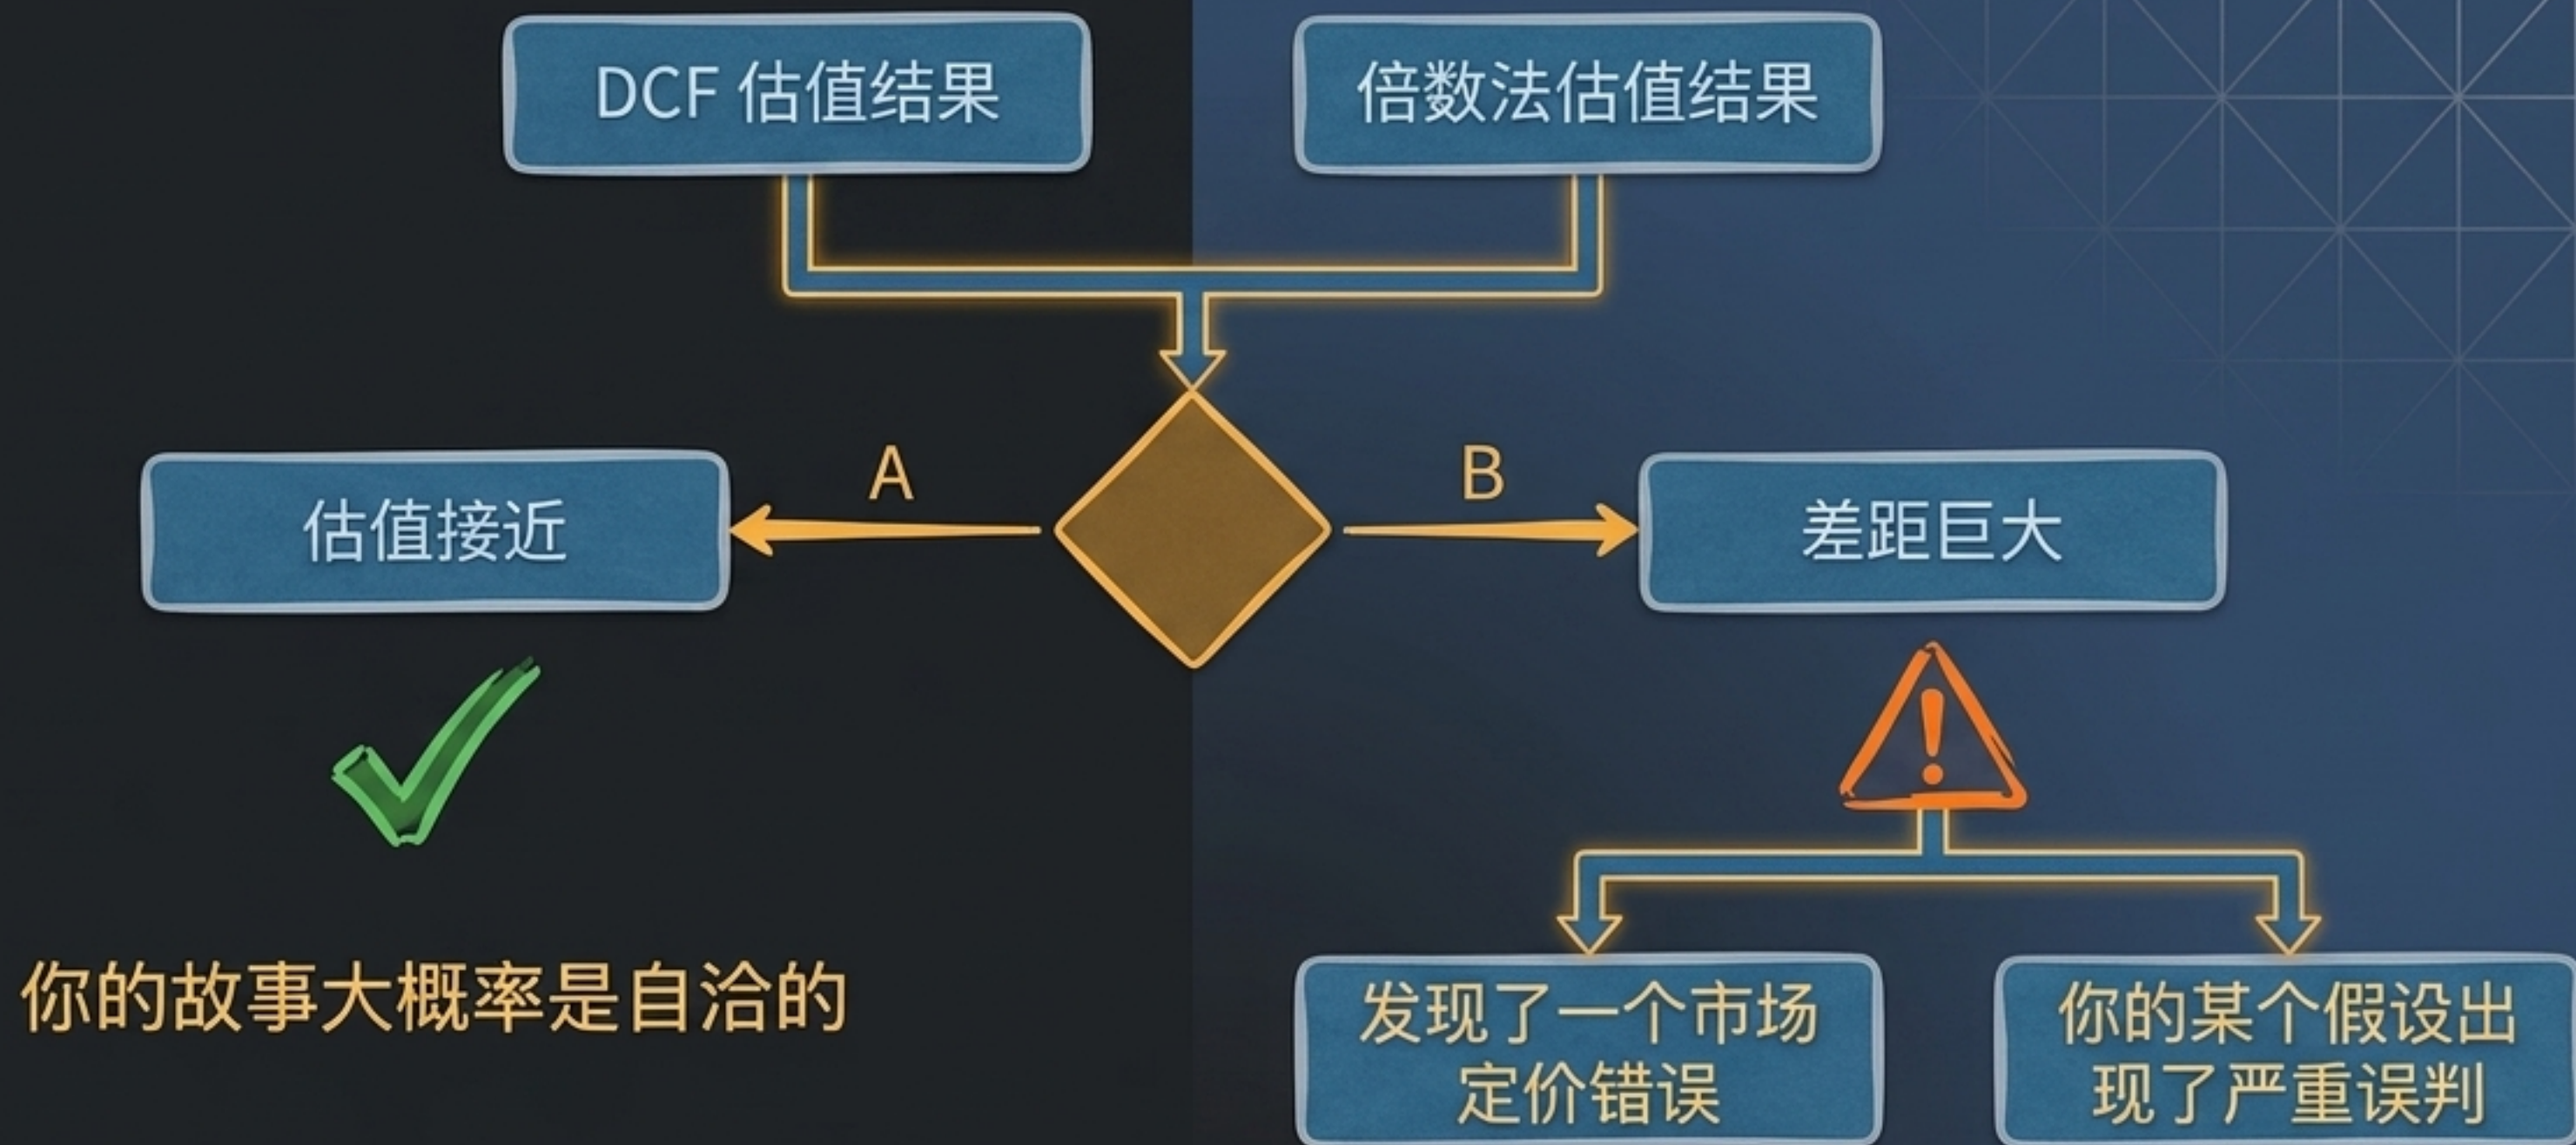 DCF 估值结果
倍数法估值结果
A
B
估值接近
差距巨大
你的故事大概率是自洽的
发现了一个市场
定价错误
你的某个假设出
现了严重误判